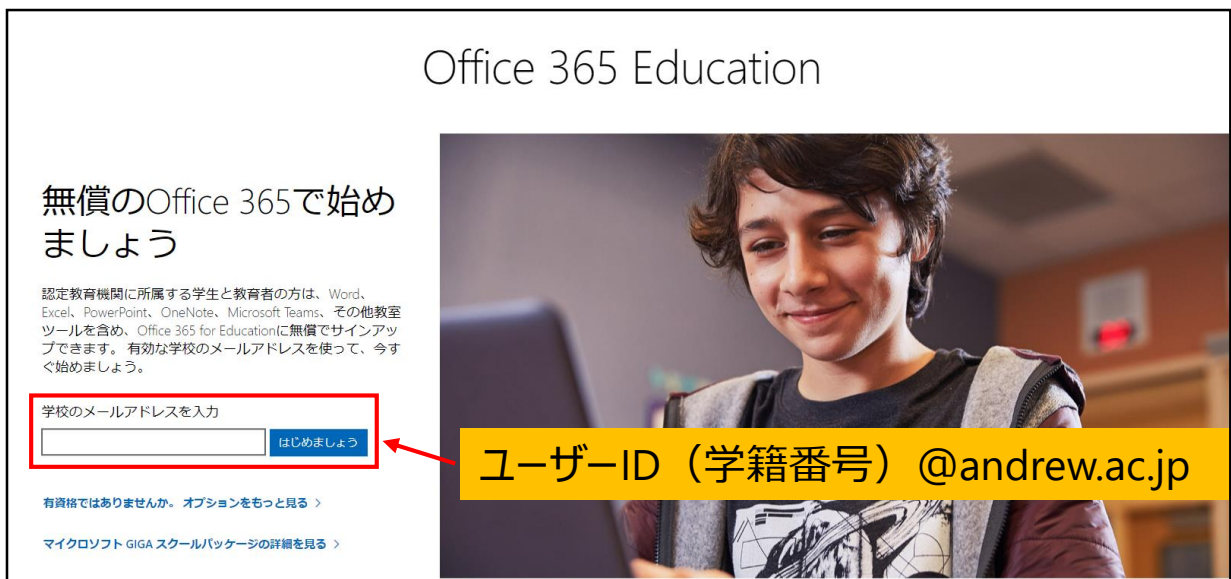 Office 365 Education
無償のOffice 365で始め
ましょう
認定教育機関に所属する学生と教育者の方は、Word、
Excel、PowerPoint、OneNote、Microsoft Teams、その他教室
ツールを含め、Office 365 for Educationに無償でサインアッ
プできます。 有効な学校のメールアドレスを使って、今す
ぐ始めましょう。
学校のメールアドレスを入力
はじめましょう
ユーザーID（学籍番号）@andrew.ac.jp
有資格ではありませんか。 オプションをもっと見る >
マイクロソフト GIGA スクールパッケージの詳細を見る >